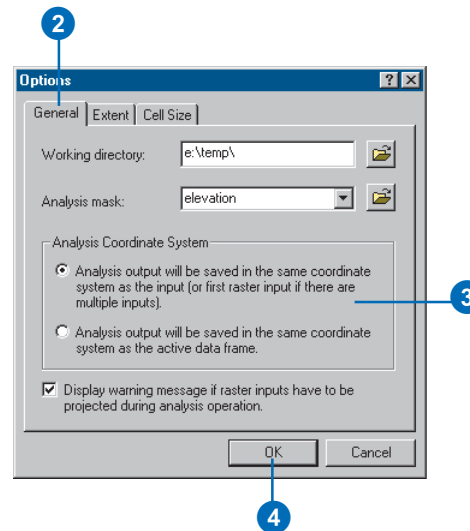 2
Options
? X
General Extent Cell Size
Working directory: e:\temp\
Analysis mask: elevation
Analysis Coordinate System
Analysis output will be saved in the same coordinate
system as the input (or first raster input if there are
multiple inputs).
3
Analysis output will be saved in the same coordinate
system as the active data frame.
Display warning message if raster inputs have to be
projected during analysis operation.
OK Cancel
4